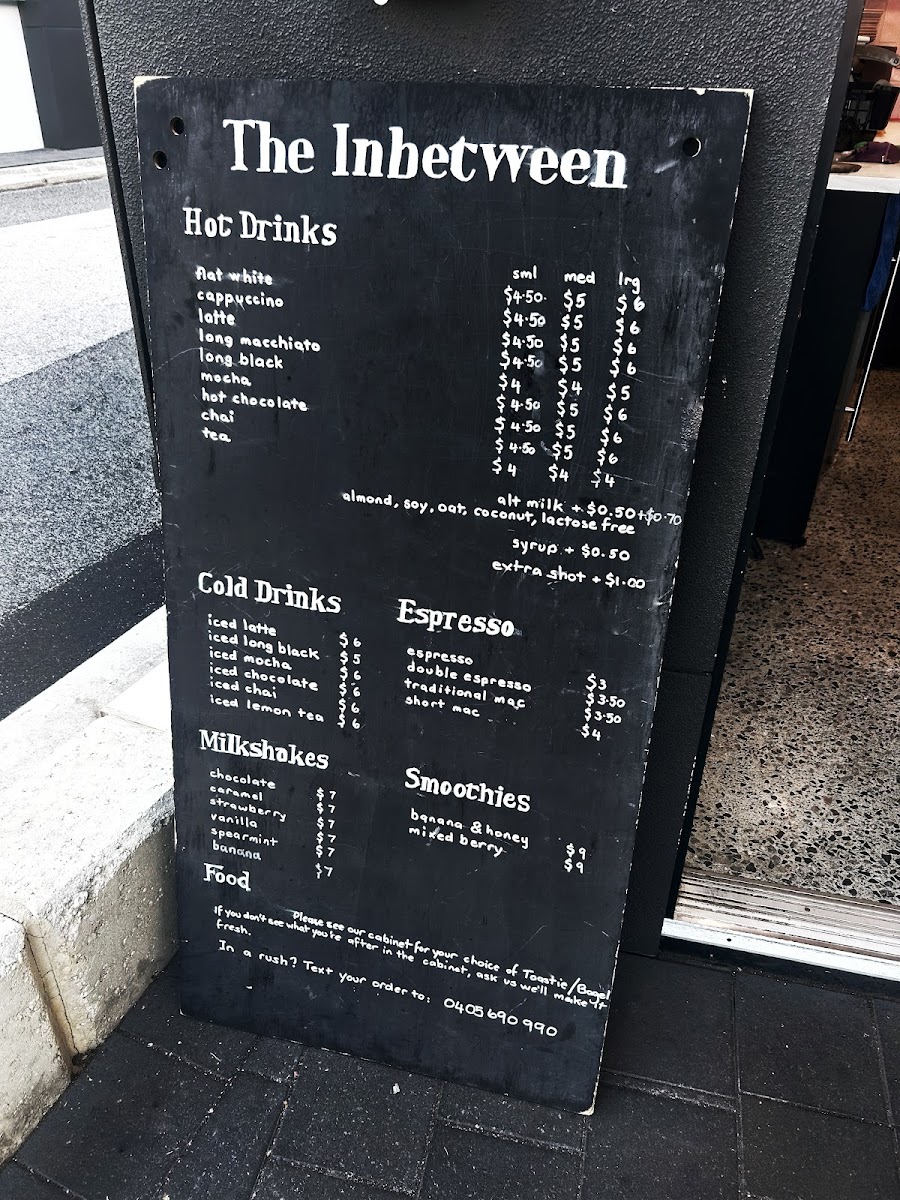 The Inbetween
Hot Drinks
sml med lrg
flat white $4.50 $5 $6
cappuccino $4.50 $5 $6
latte $4.50 $5 $6
long macchiato $4.50 $5 $6
long black $4 $4 $5
mocha $4.50 $5 $6
hot chocolate $4.50 $5 $6
chai $4.50 $5 $6
tea $4 $4 $4
alt milk + $0.50 + $0.70
almond, soy, oat, coconut, lactose free
syrup + $0.50
extra shot + $1.00
Cold Drinks
iced latte $6
iced long black $5
iced mocha $6
iced chocolate $6
iced chai $6
iced lemon tea $6
Espresso
espresso $3
double espresso $3.50
traditional mac $3.50
short mac $4
Milkshakes
chocolate $7
caramel $7
strawberry $7
vanilla $7
spearmint $7
banana $7
Smoothies
banana & honey $9
mixed berry $9
Food
Please see our cabinet for your choice of Toastie/Bagel
If you don't see what you're after in the cabinet, ask us we'll make it
fresh.
In a rush? Text your order to: 0405 690 990